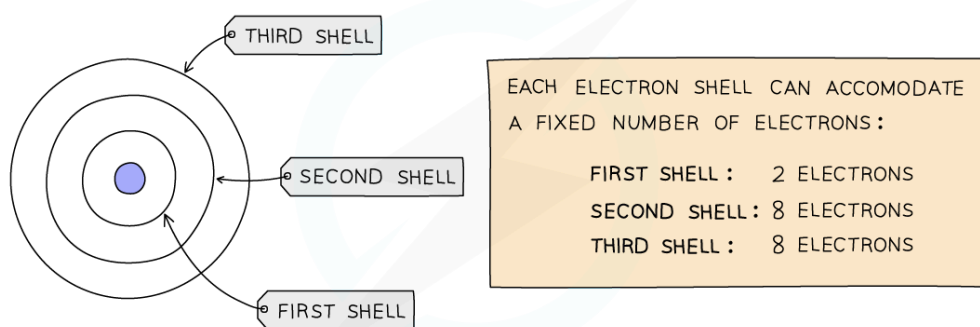 THIRD SHELL
SECOND SHELL
FIRST SHELL
EACH ELECTRON SHELL CAN ACCOMODATE
A FIXED NUMBER OF ELECTRONS:
FIRST SHELL: 2 ELECTRONS
SECOND SHELL: 8 ELECTRONS
THIRD SHELL: 8 ELECTRONS